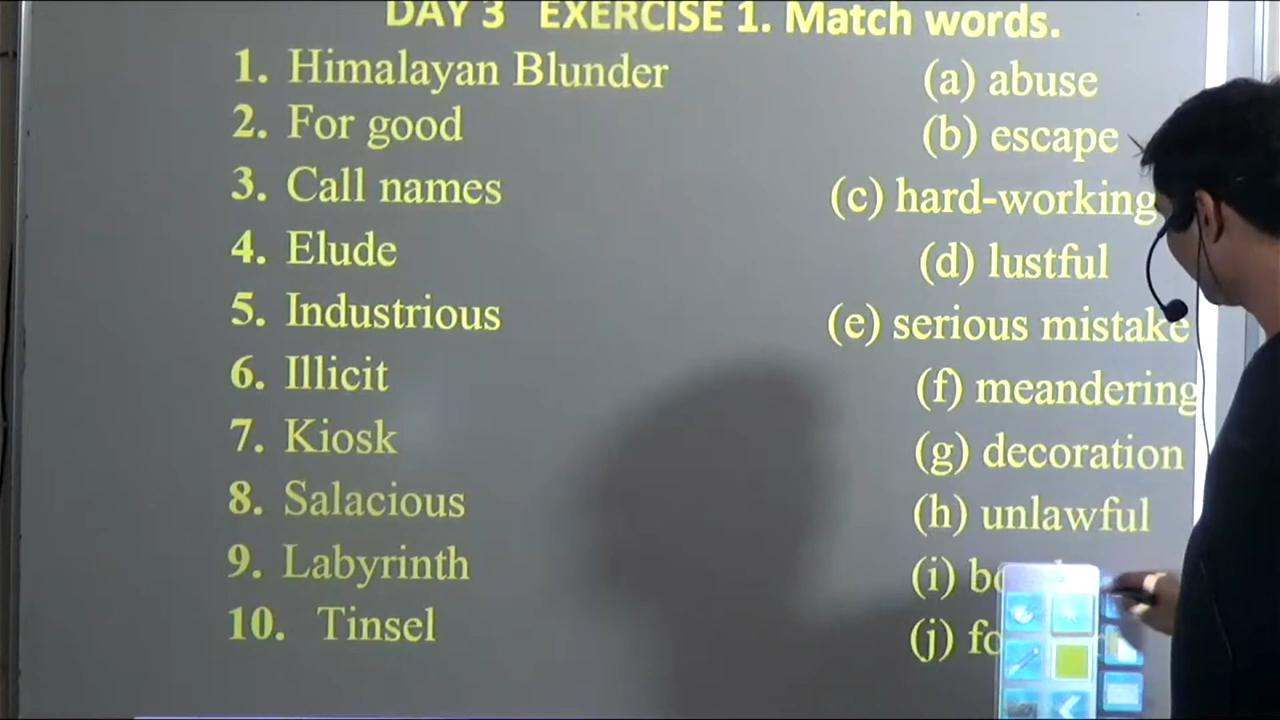 DAY 3 EXERCISE 1. Match words.
1. Himalayan Blunder (a) abuse
2. For good (b) escape
3. Call names (c) hard-working
4. Elude (d) lustful
5. Industrious (e) serious mistake
6. Illicit (f) meandering
7. Kiosk (g) decoration
8. Salacious (h) unlawful
9. Labyrinth (i)
10. Tinsel (j)